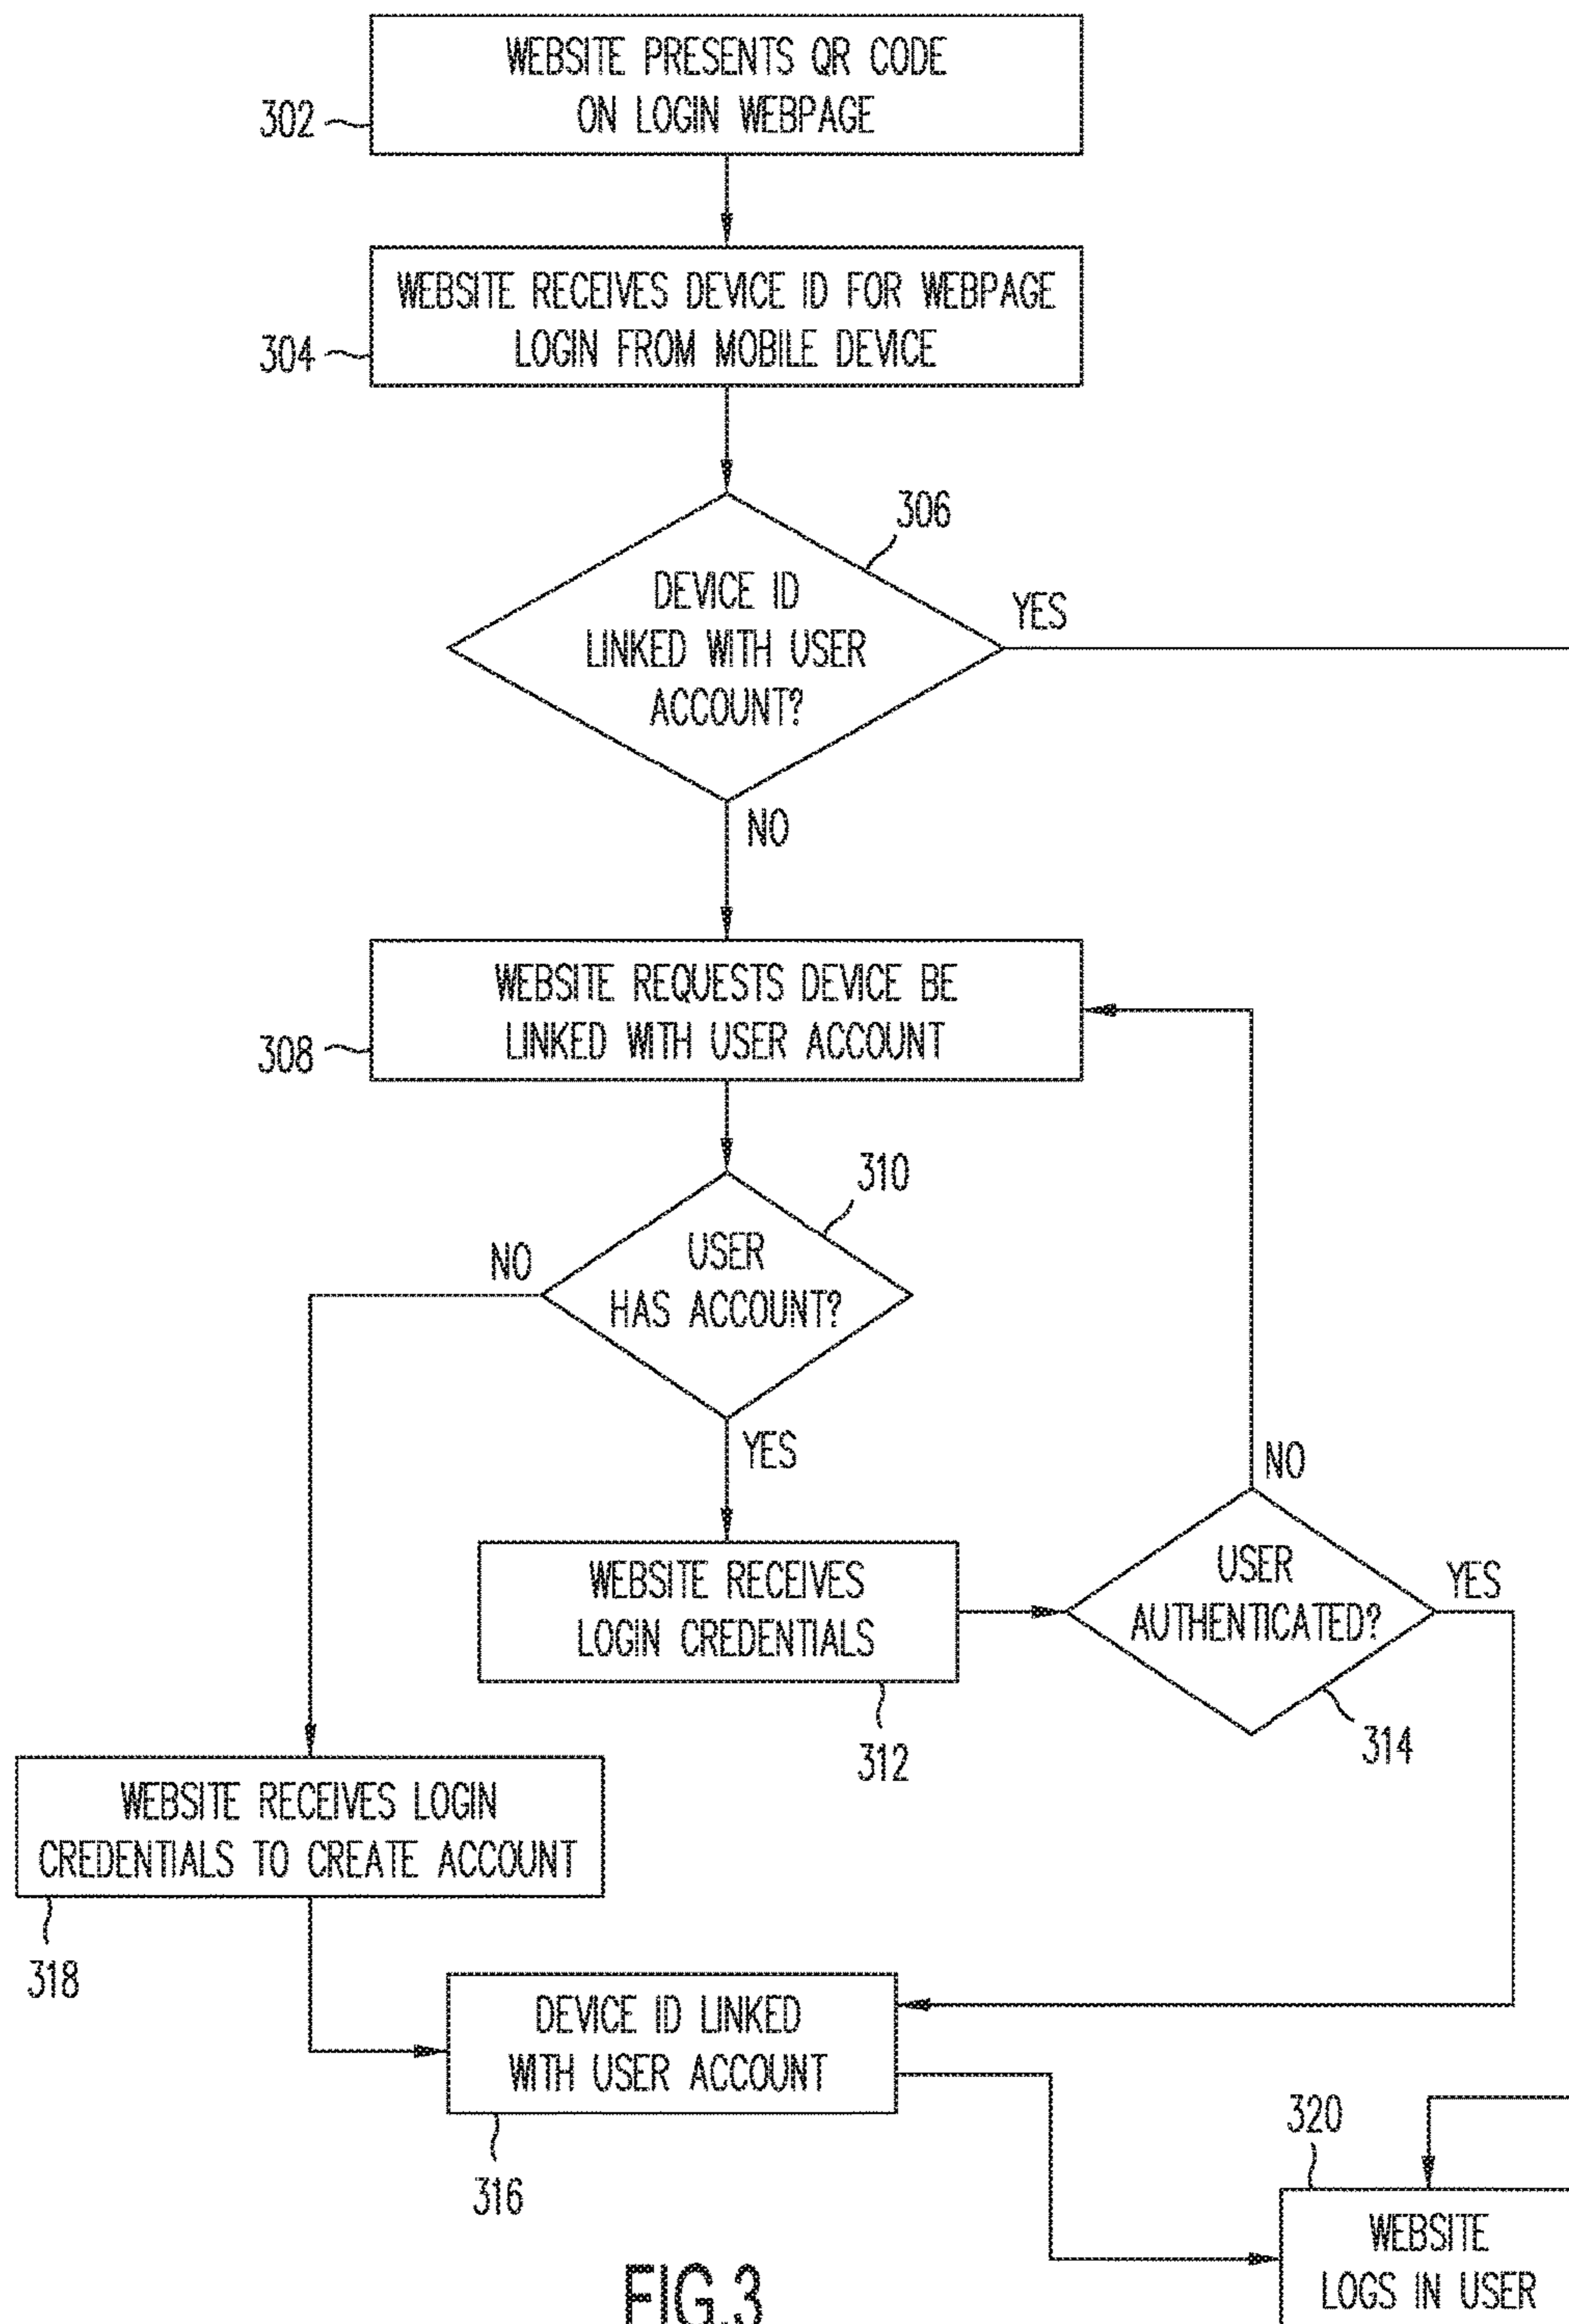 WEBSITE PRESENTS QR CODE
ON LOGIN WEBPAGE
302
WEBSITE RECEIVES DEVICE ID FOR WEBPAGE
LOGIN FROM MOBILE DEVICE
304
306
DEVICE ID
LINKED WITH USER
ACCOUNT?
YES
NO
WEBSITE REQUESTS DEVICE BE
LINKED WITH USER ACCOUNT
308
310
USER
HAS ACCOUNT?
NO
YES
NO
WEBSITE RECEIVES
LOGIN CREDENTIALS
312
USER
AUTHENTICATED?
YES
314
WEBSITE RECEIVES LOGIN
CREDENTIALS TO CREATE ACCOUNT
318
DEVICE ID LINKED
WITH USER ACCOUNT
316
320
WEBSITE
LOGS IN USER
FIG.3